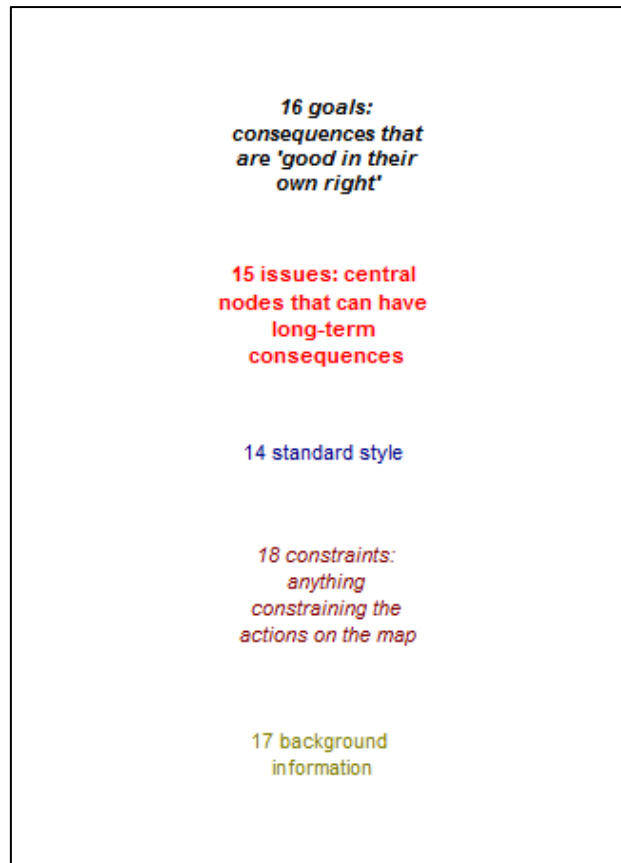 16 goals:
consequences that
are 'good in their
own right'
15 issues: central
nodes that can have
long-term
consequences
14 standard style
18 constraints:
anything
constraining the
actions on the map
17 background
information